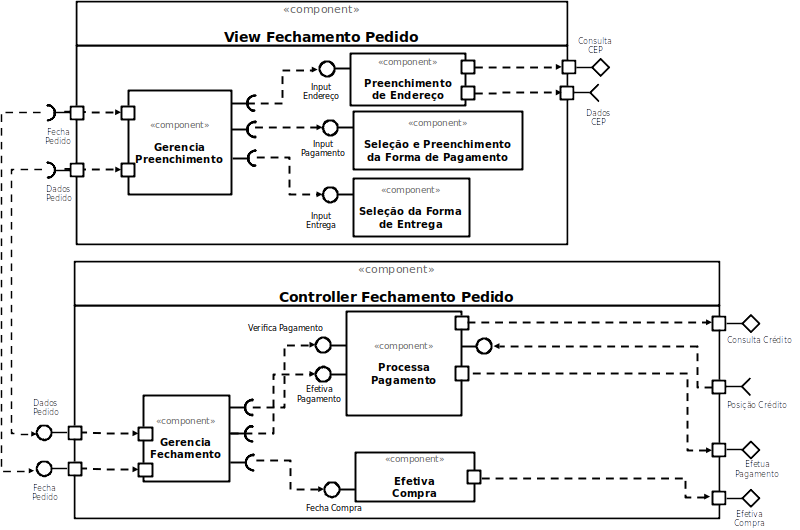 «component»
View Fechamento Pedido
Consulta
CEP
«component»
Preenchimento
de Endereço
Input
Endereço
Dados
CEP
«component»
Gerencia
Preenchimento
Fecha
Pedido
«component»
Seleção e Preenchimento
da Forma de Pagamento
Input
Pagamento
Dados
Pedido
«component»
Seleção da Forma
de Entrega
Input
Entrega
«component»
Controller Fechamento Pedido
Verifica Pagamento
«component»
Processa
Pagamento
Consulta Crédito
Efetiva
Pagamento
Posição Crédito
Dados
Pedido
«component»
Gerencia
Fechamento
«component»
Efetiva
Compra
Efetua
Pagamento
Fecha
Pedido
Fecha Compra
Efetiva
Compra